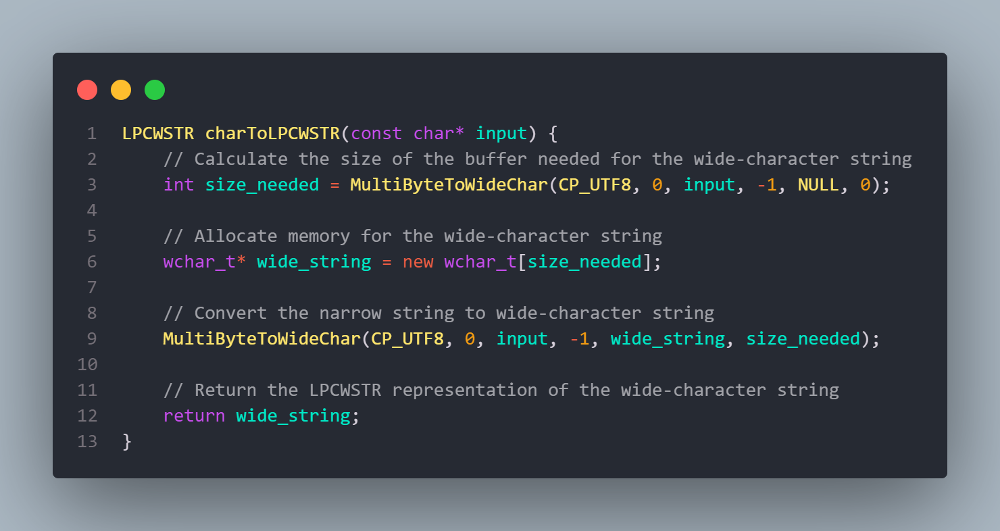 1 LPCWSTR charToLPCWSTR(const char* input) {
2     // Calculate the size of the buffer needed for the wide-character string
3     int size_needed = MultiByteToWideChar(CP_UTF8, 0, input, -1, NULL, 0);
4
5     // Allocate memory for the wide-character string
6     wchar_t* wide_string = new wchar_t[size_needed];
7
8     // Convert the narrow string to wide-character string
9     MultiByteToWideChar(CP_UTF8, 0, input, -1, wide_string, size_needed);
10
11     // Return the LPCWSTR representation of the wide-character string
12     return wide_string;
13 }